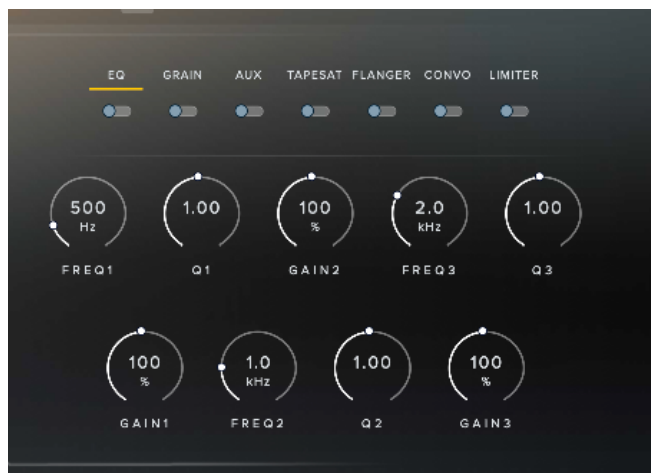 EQ GRAIN AUX TAPESAT FLANGER CONVO LIMITER
500 1.00 100 2.0 1.00
Hz % kHz
FREQ1 Q1 GAIN2 FREQ3 Q3
100 1.0 1.00 100
% kHz %
GAIN1 FREQ2 Q2 GAIN3